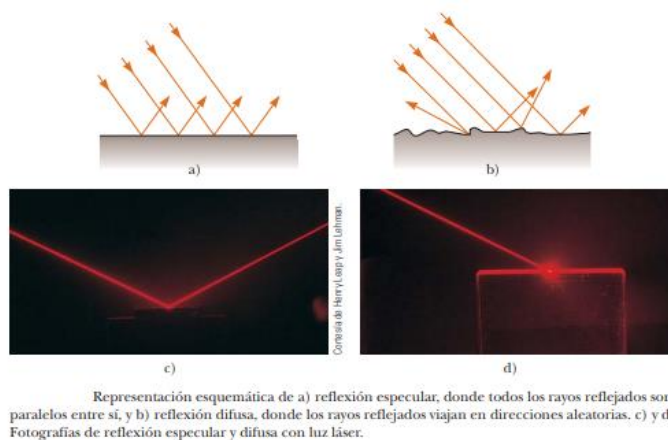 a)
b)
Cortesía de Henry Leap y Jim Lehman.
c)
d)
Representación esquemática de a) reflexión especular, donde todos los rayos reflejados son
paralelos entre sí, y b) reflexión difusa, donde los rayos reflejados viajan en direcciones aleatorias. c) y d
Fotografías de reflexión especular y difusa con luz láser.